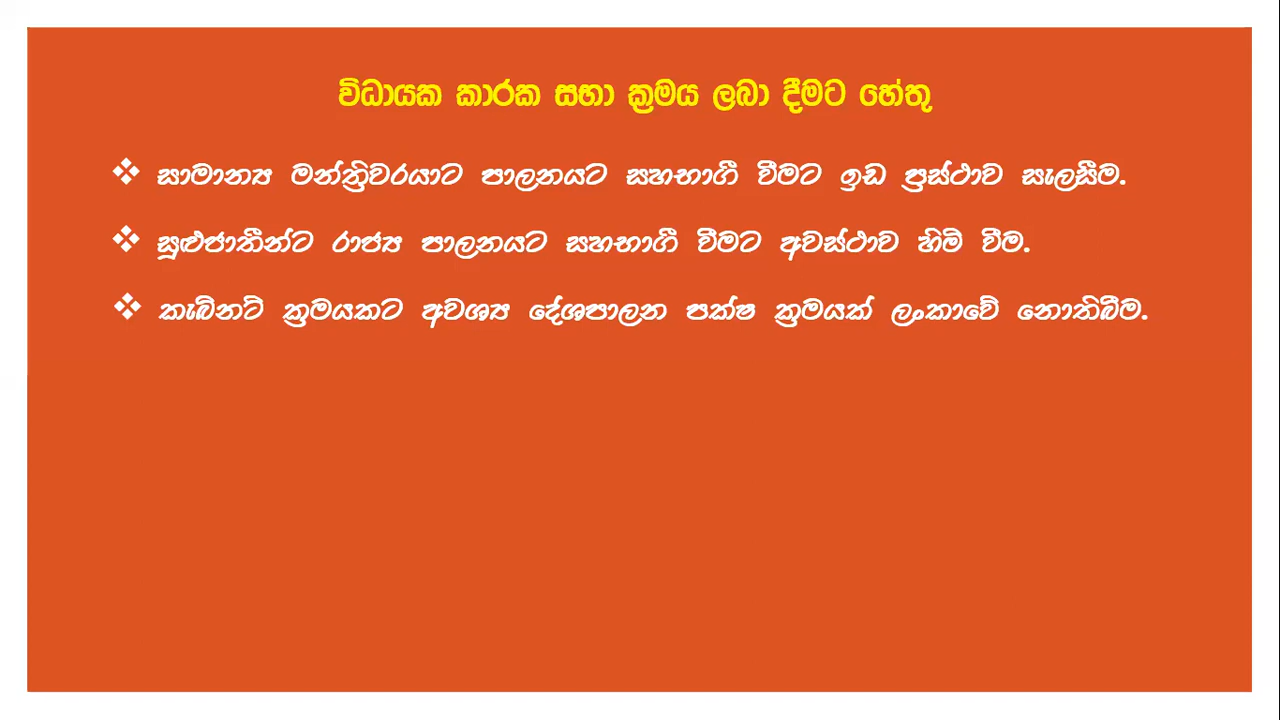 විධායක කාරක සභා ක්‍රමය ලබා දීමට හේතු
❖ සාමාන්‍ය මන්ත්‍රිවරයාට පාලනයට සහභාගී වීමට ඉඩ ප්‍රස්ථාව සැලසීම.
❖ සුළුජාතීන්ට රාජ්‍ය පාලනයට සහභාගී වීමට අවස්ථාව හිමි වීම.
❖ කැබිනට් ක්‍රමයකට අවශ්‍ය දේශපාලන පක්ෂ ක්‍රමයක් ලංකාවේ නොතිබීම.